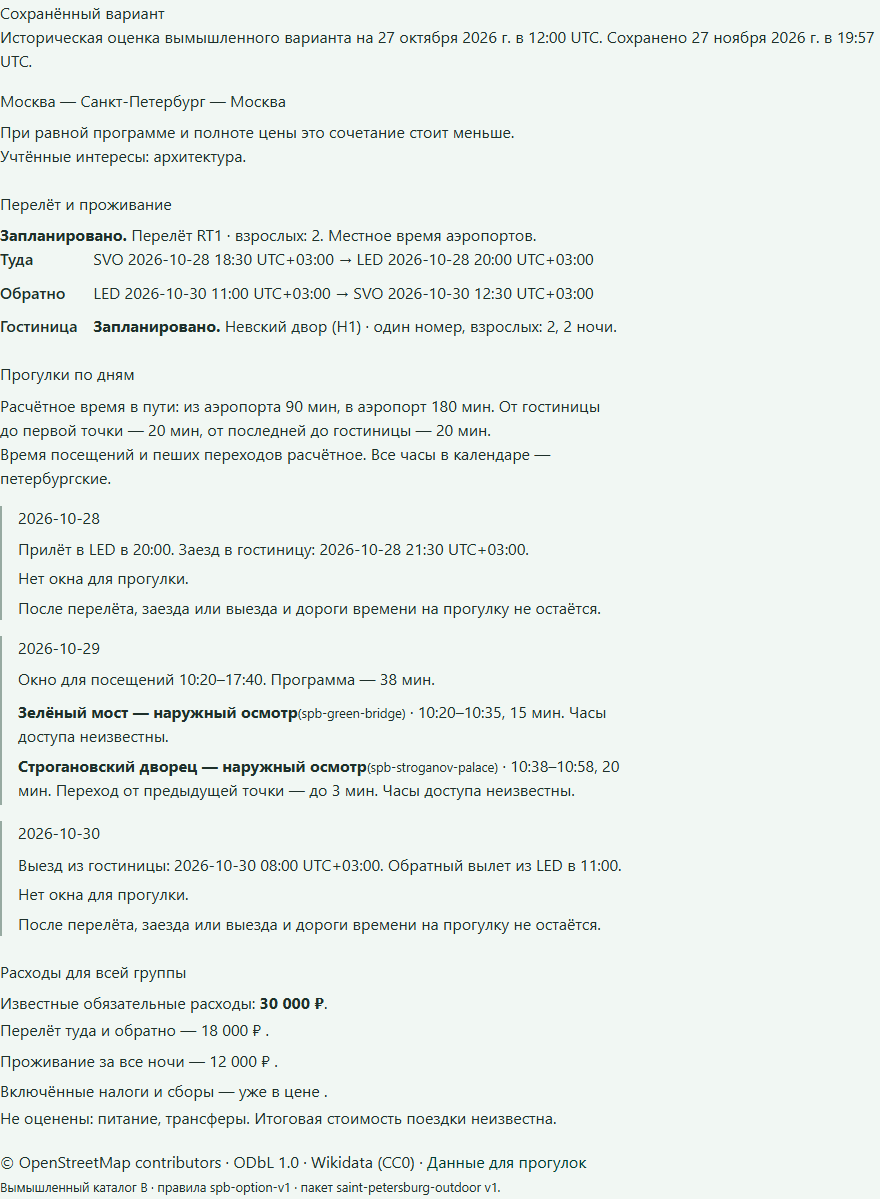 Сохранённый вариант
Историческая оценка вымышленного варианта на 27 октября 2026 г. в 12:00 UTC. Сохранено 27 ноября 2026 г. в 19:57
UTC.
Москва — Санкт-Петербург — Москва
При равной программе и полноте цены это сочетание стоит меньше.
Учтённые интересы: архитектура.
Перелёт и проживание
Запланировано. Перелёт RT1 · взрослых: 2. Местное время аэропортов.
Туда SVO 2026-10-28 18:30 UTC+03:00 → LED 2026-10-28 20:00 UTC+03:00
Обратно LED 2026-10-30 11:00 UTC+03:00 → SVO 2026-10-30 12:30 UTC+03:00
Гостиница Запланировано. Невский двор (H1) · один номер, взрослых: 2, 2 ночи.
Прогулки по дням
Расчётное время в пути: из аэропорта 90 мин, в аэропорт 180 мин. От гостиницы
до первой точки — 20 мин, от последней до гостиницы — 20 мин.
Время посещений и пеших переходов расчётное. Все часы в календаре —
петербургские.
2026-10-28
Прилёт в LED в 20:00. Заезд в гостиницу: 2026-10-28 21:30 UTC+03:00.
Нет окна для прогулки.
После перелёта, заезда или выезда и дороги времени на прогулку не остаётся.
2026-10-29
Окно для посещений 10:20–17:40. Программа — 38 мин.
Зелёный мост — наружный осмотр(spb-green-bridge) · 10:20–10:35, 15 мин. Часы
доступа неизвестны.
Строгановский дворец — наружный осмотр(spb-stroganov-palace) · 10:38–10:58, 20
мин. Переход от предыдущей точки — до 3 мин. Часы доступа неизвестны.
2026-10-30
Выезд из гостиницы: 2026-10-30 08:00 UTC+03:00. Обратный вылет из LED в 11:00.
Нет окна для прогулки.
После перелёта, заезда или выезда и дороги времени на прогулку не остаётся.
Расходы для всей группы
Известные обязательные расходы: 30 000 ₽.
Перелёт туда и обратно — 18 000 ₽ .
Проживание за все ночи — 12 000 ₽ .
Включённые налоги и сборы — уже в цене .
Не оценены: питание, трансферы. Итоговая стоимость поездки неизвестна.
© OpenStreetMap contributors · ODbL 1.0 · Wikidata (CC0) · Данные для прогулок
Вымышленный каталог B · правила spb-option-v1 · пакет saint-petersburg-outdoor v1.